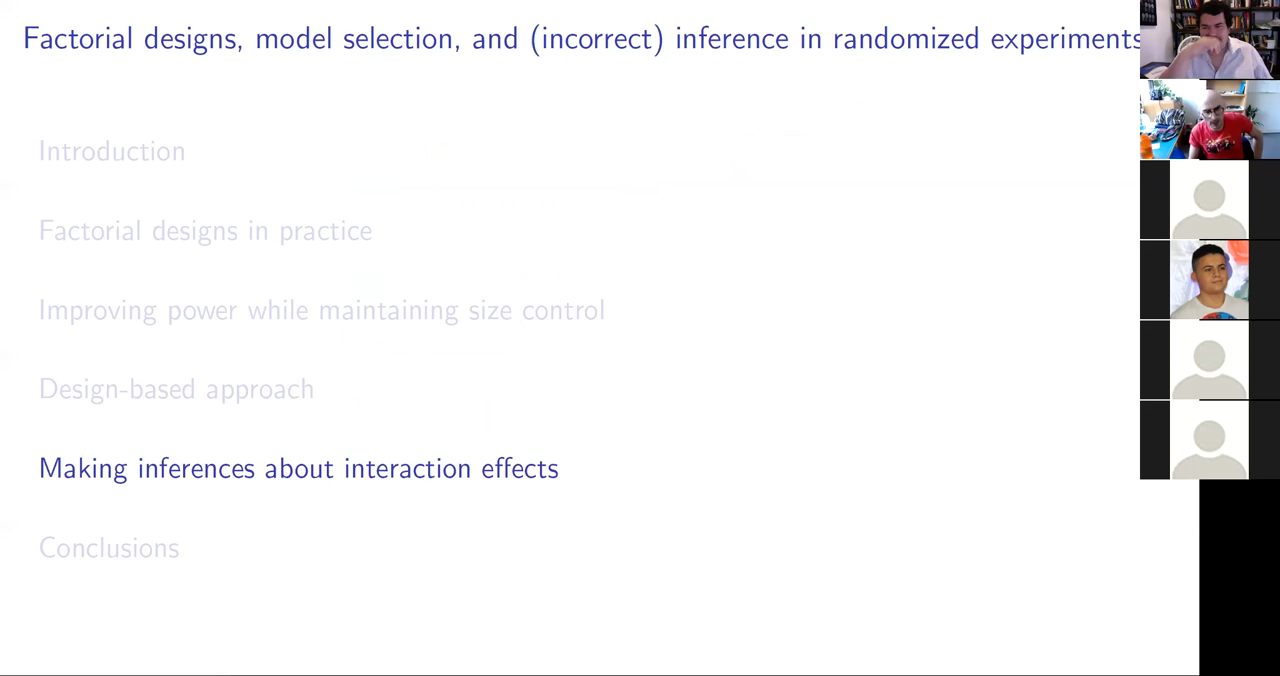 Factorial designs, model selection, and (incorrect) inference in randomized experiments
Introduction
Factorial designs in practice
Improving power while maintaining size control
Design-based approach
Making inferences about interaction effects
Conclusions